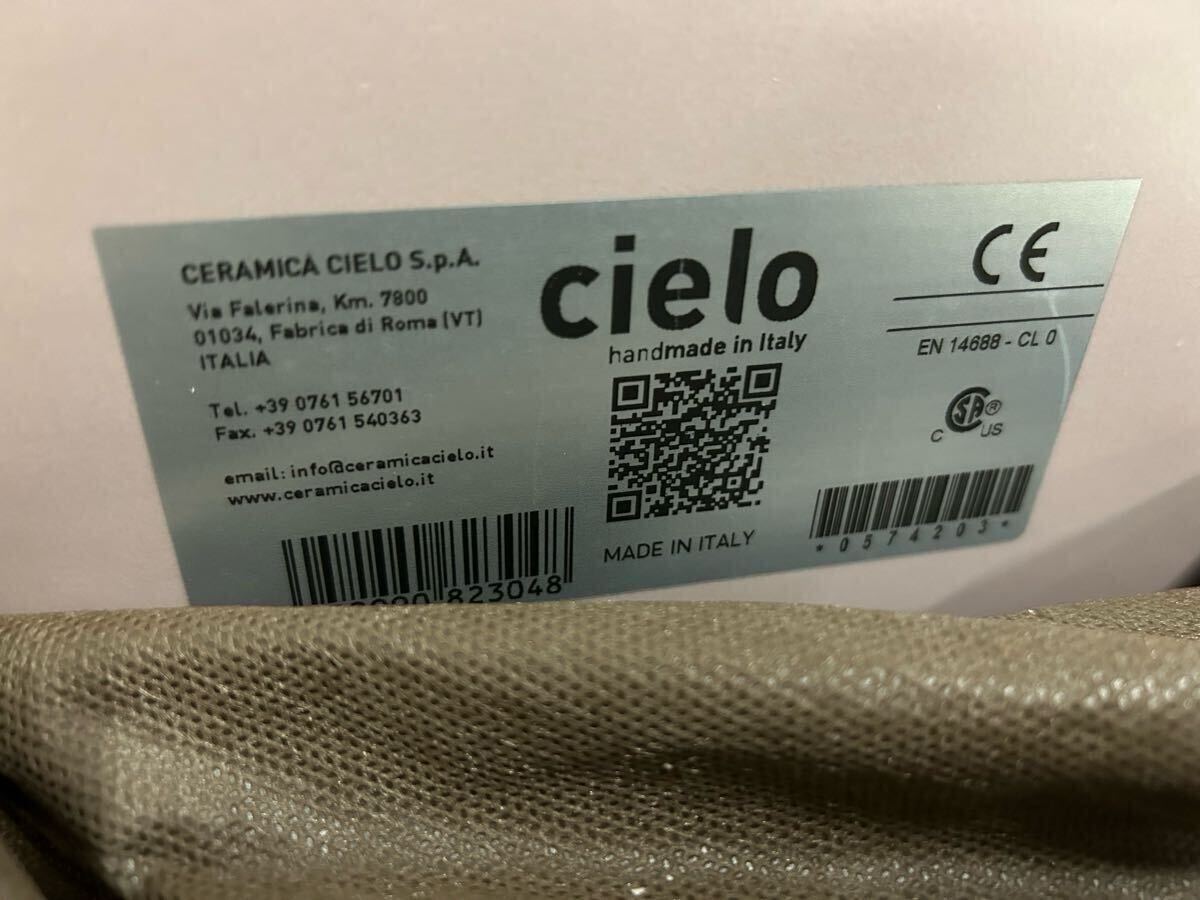 CERAMICA CIELO S.p.A.
Via Falerina, Km. 7800
01034, Fabrica di Roma (VT)
ITALIA
Tel. +39 0761 56701
Fax. +39 0761 540363
email: info@ceramicacielo.it
www.ceramicacielo.it
823048
cielo
handmade in Italy
MADE IN ITALY
CE
EN 14688 - CL 0
CSA®
C US
*0574203*